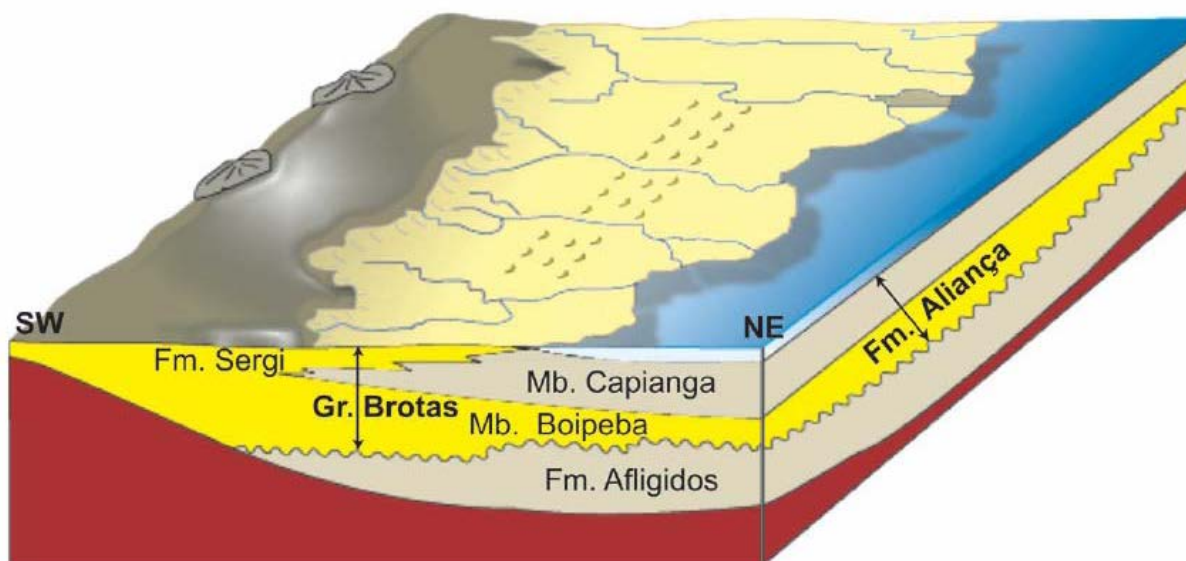 SW
NE
Fm. Sergi
Gr. Brotas
Mb. Capianga
Mb. Boipeba
Fm. Afligidos
Fm. Aliança